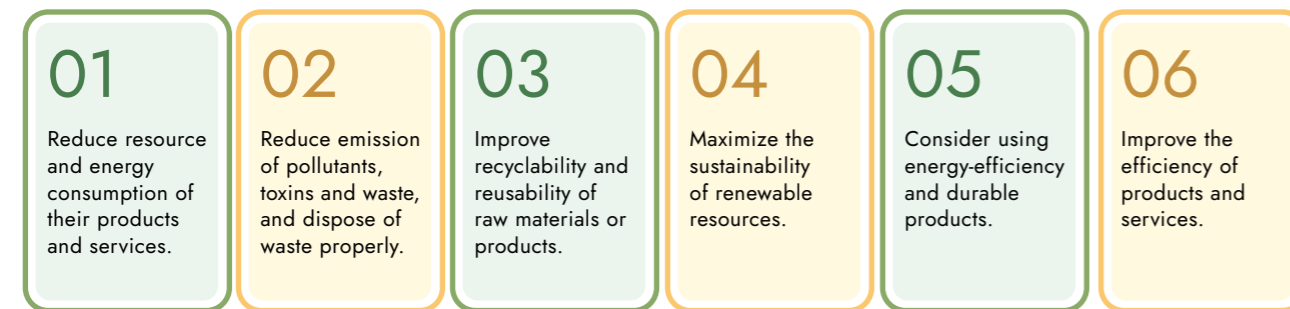 01
Reduce resource
and energy
consumption of
their products
and services.
02
Reduce emission
of pollutants,
toxins and waste,
and dispose of
waste properly.
03
Improve
recyclability and
reusability of
raw materials or
products.
04
Maximize the
sustainability
of renewable
resources.
05
Consider using
energy-efficiency
and durable
products.
06
Improve the
efficiency of
products and
services.